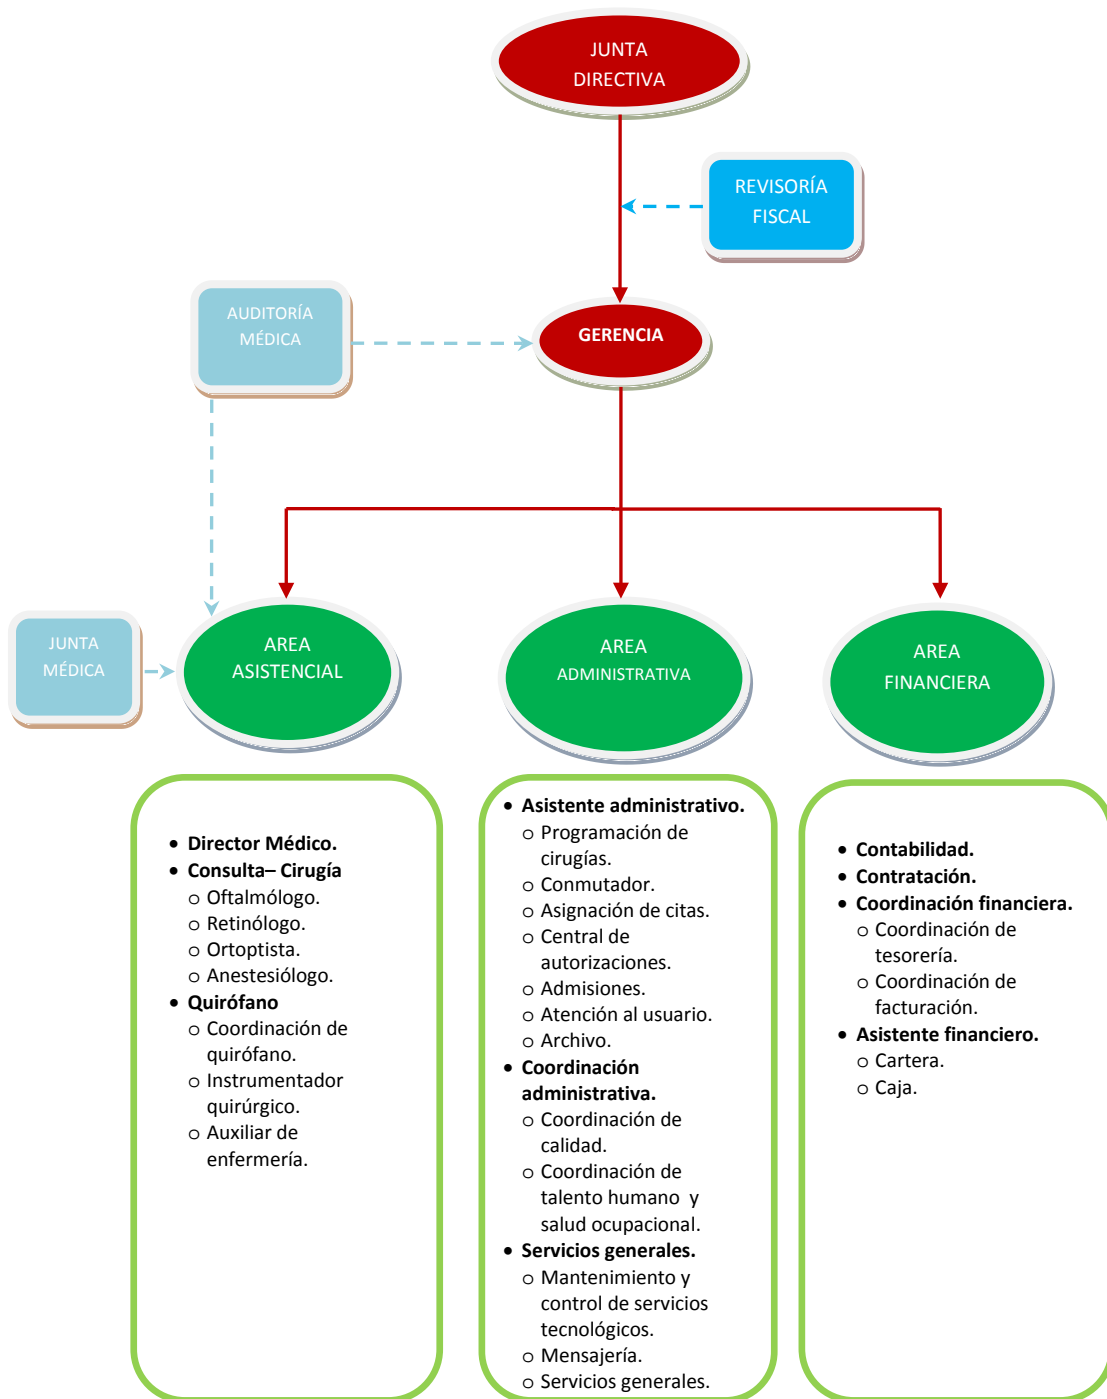 JUNTA
DIRECTIVA
REVISORÍA
FISCAL
AUDITORÍA
MÉDICA
GERENCIA
JUNTA
MÉDICA
AREA
ASISTENCIAL
AREA
ADMINISTRATIVA
AREA
FINANCIERA
• Director Médico.
• Consulta– Cirugía
o Oftalmólogo.
o Retinólogo.
o Ortoptista.
o Anestesiólogo.
• Quirófano
o Coordinación de
quirófano.
o Instrumentador
quirúrgico.
o Auxiliar de
enfermería.
• Asistente administrativo.
o Programación de
cirugías.
o Conmutador.
o Asignación de citas.
o Central de
autorizaciones.
o Admisiones.
o Atención al usuario.
o Archivo.
• Coordinación
administrativa.
o Coordinación de
calidad.
o Coordinación de
talento humano y
salud ocupacional.
• Servicios generales.
o Mantenimiento y
control de servicios
tecnológicos.
o Mensajería.
o Servicios generales.
• Contabilidad.
• Contratación.
• Coordinación financiera.
o Coordinación de
tesorería.
o Coordinación de
facturación.
• Asistente financiero.
o Cartera.
o Caja.